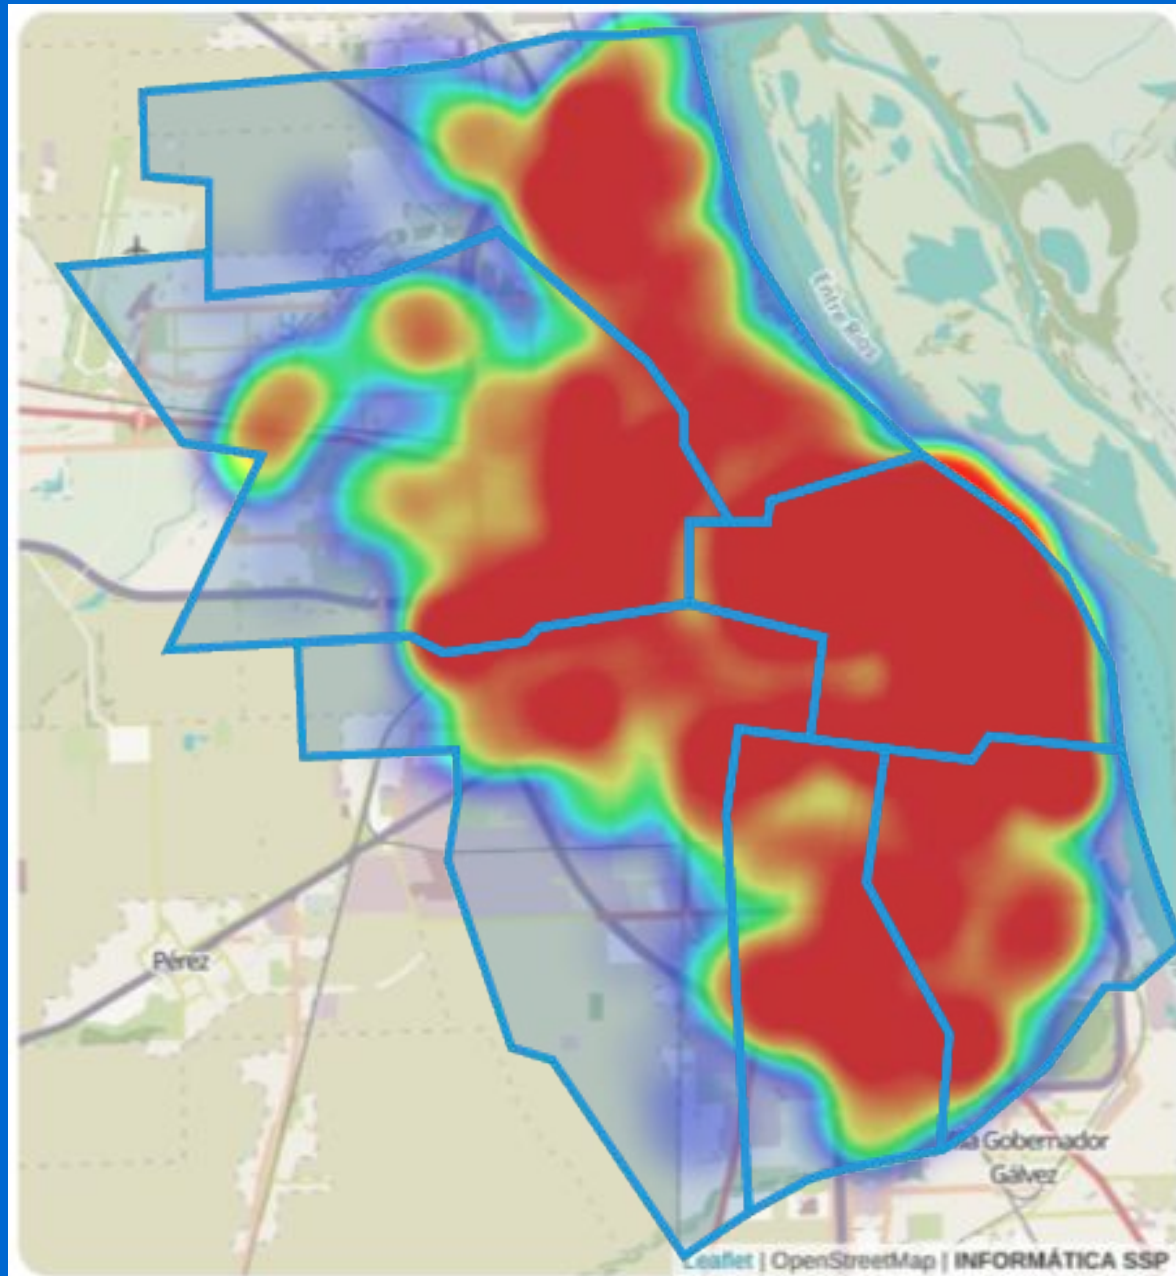 Entre Ríos
Pérez
Gobernador
Gálvez
Leaflet | OpenStreetMap | INFORMÁTICA SSP